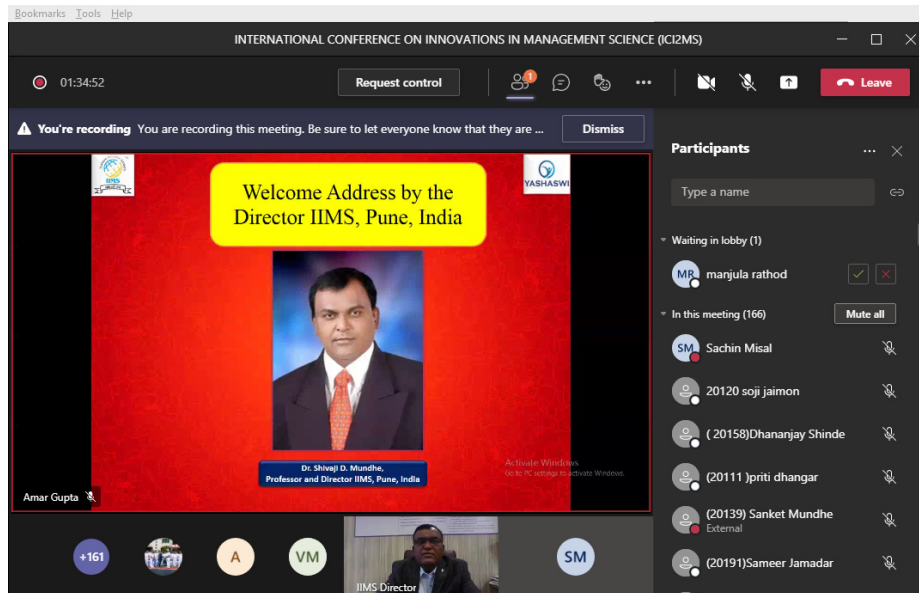 Bookmarks Tools Help
INTERNATIONAL CONFERENCE ON INNOVATIONS IN MANAGEMENT SCIENCE (ICI2MS)
01:34:52
Request control
1
Leave
You're recording You are recording this meeting. Be sure to let everyone know that they are ...
Dismiss
IIMS
YASHASWI
Welcome Address by the
Director IIMS, Pune, India
Dr. Shivaji D. Mundhe,
Professor and Director IIMS, Pune, India
Activate Windows
Go to PC settings to activate Windows.
Amar Gupta
+161
A
VM
IIMS Director
SM
Participants
Type a name
Waiting in lobby (1)
MR manjula rathod
In this meeting (166)
Mute all
SM Sachin Misal
20120 soji jaimon
( 20158)Dhananjay Shinde
(20111 )priti dhangar
(20139) Sanket Mundhe
External
(20191)Sameer Jamadar